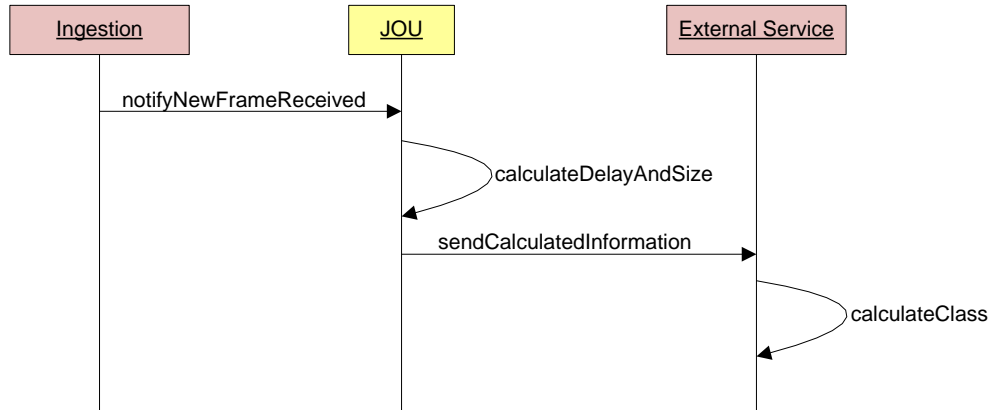 Ingestion
JOU
External Service
notifyNewFrameReceived
calculateDelayAndSize
sendCalculatedInformation
calculateClass